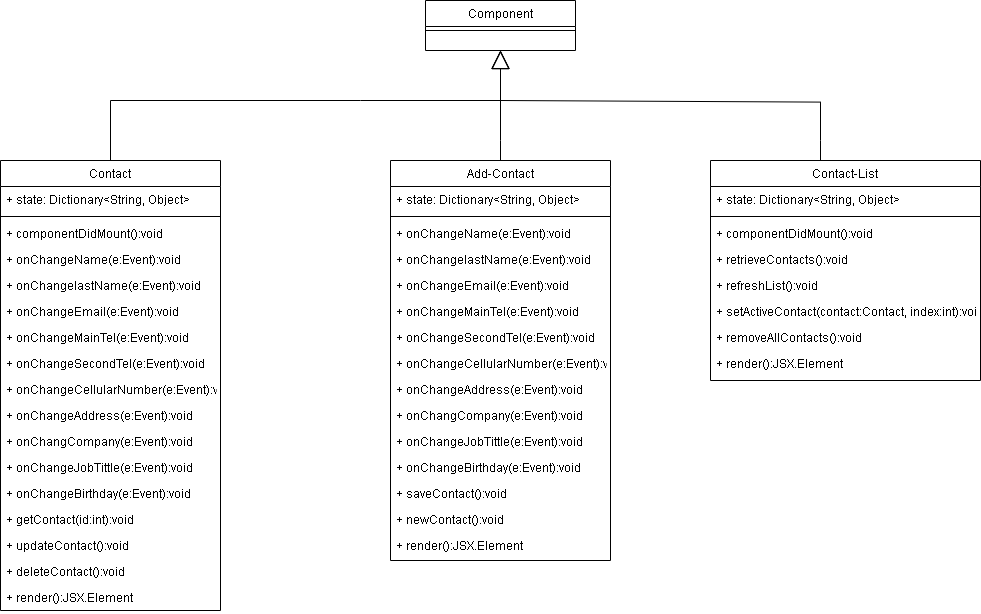 Component
Contact
+ state: Dictionary<String, Object>
+ componentDidMount():void
+ onChangeName(e:Event):void
+ onChangelastName(e:Event):void
+ onChangeEmail(e:Event):void
+ onChangeMainTel(e:Event):void
+ onChangeSecondTel(e:Event):void
+ onChangeCellularNumber(e:Event):v
+ onChangeAddress(e:Event):void
+ onChangCompany(e:Event):void
+ onChangeJobTittle(e:Event):void
+ onChangeBirthday(e:Event):void
+ getContact(id:int):void
+ updateContact():void
+ deleteContact():void
+ render():JSX.Element
Add-Contact
+ state: Dictionary<String, Object>
+ onChangeName(e:Event):void
+ onChangelastName(e:Event):void
+ onChangeEmail(e:Event):void
+ onChangeMainTel(e:Event):void
+ onChangeSecondTel(e:Event):void
+ onChangeCellularNumber(e:Event):v
+ onChangeAddress(e:Event):void
+ onChangCompany(e:Event):void
+ onChangeJobTittle(e:Event):void
+ onChangeBirthday(e:Event):void
+ saveContact():void
+ newContact():void
+ render():JSX.Element
Contact-List
+ state: Dictionary<String, Object>
+ componentDidMount():void
+ retrieveContacts():void
+ refreshList():void
+ setActiveContact(contact:Contact, index:int):voi
+ removeAllContacts():void
+ render():JSX.Element